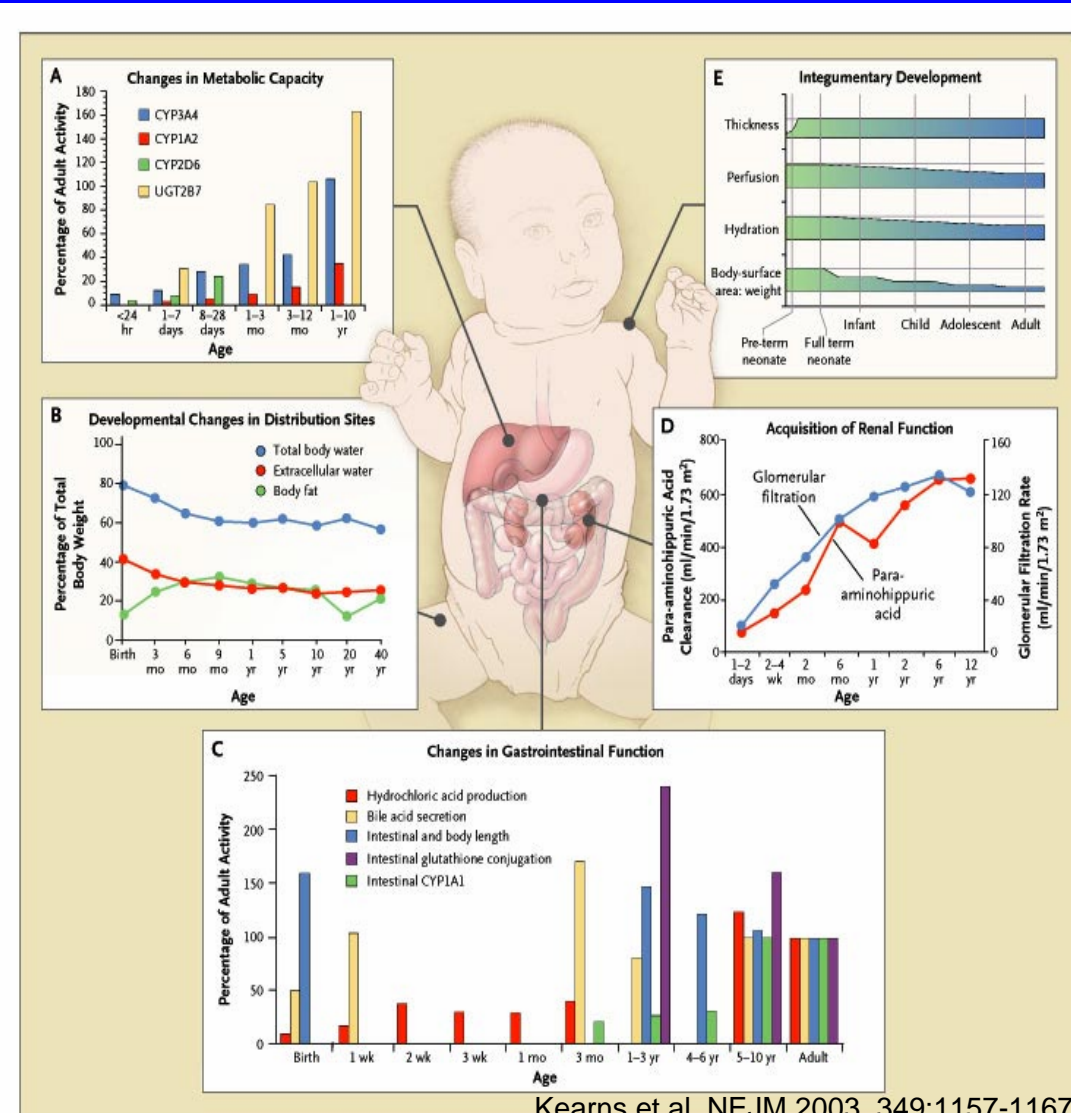 A
Changes in Metabolic Capacity
Percentage of Adult Activity
180
160
140
120
100
80
60
40
20
0
CYP3A4
CYP1A2
CYP2D6
UGT2B7
<24 hr
1–7 days
8–28 days
1–3 mo
3–12 mo
1–10 yr
Age
E
Integumentary Development
Thickness
Perfusion
Hydration
Body-surface
area: weight
Infant Child Adolescent Adult
Pre-term
neonate
Full term
neonate
B
Developmental Changes in Distribution Sites
Percentage of Total
Body Weight
100
80
60
40
20
0
Total body water
Extracellular water
Body fat
Birth
3 mo
6 mo
9 mo
1 yr
5 yr
10 yr
20 yr
40 yr
Age
D
Acquisition of Renal Function
Para-aminohippuric Acid
Clearance (ml/min/1.73 m²)
800
600
400
200
0
Glomerular
filtration
Para-
aminohippuric
acid
160
120
80
40
0
Glomerular Filtration Rate
(ml/min/1.73 m²)
1–2 days
2–4 wk
2 mo
6 mo
1 yr
2 yr
6 yr
12 yr
Age
C
Changes in Gastrointestinal Function
Percentage of Adult Activity
250
200
150
100
50
0
Hydrochloric acid production
Bile acid secretion
Intestinal and body length
Intestinal glutathione conjugation
Intestinal CYP1A1
Birth
1 wk
2 wk
3 wk
1 mo
3 mo
1–3 yr
4–6 yr
5–10 yr
Adult
Age
Kearns et al. NEJM 2003, 349:1157-1167